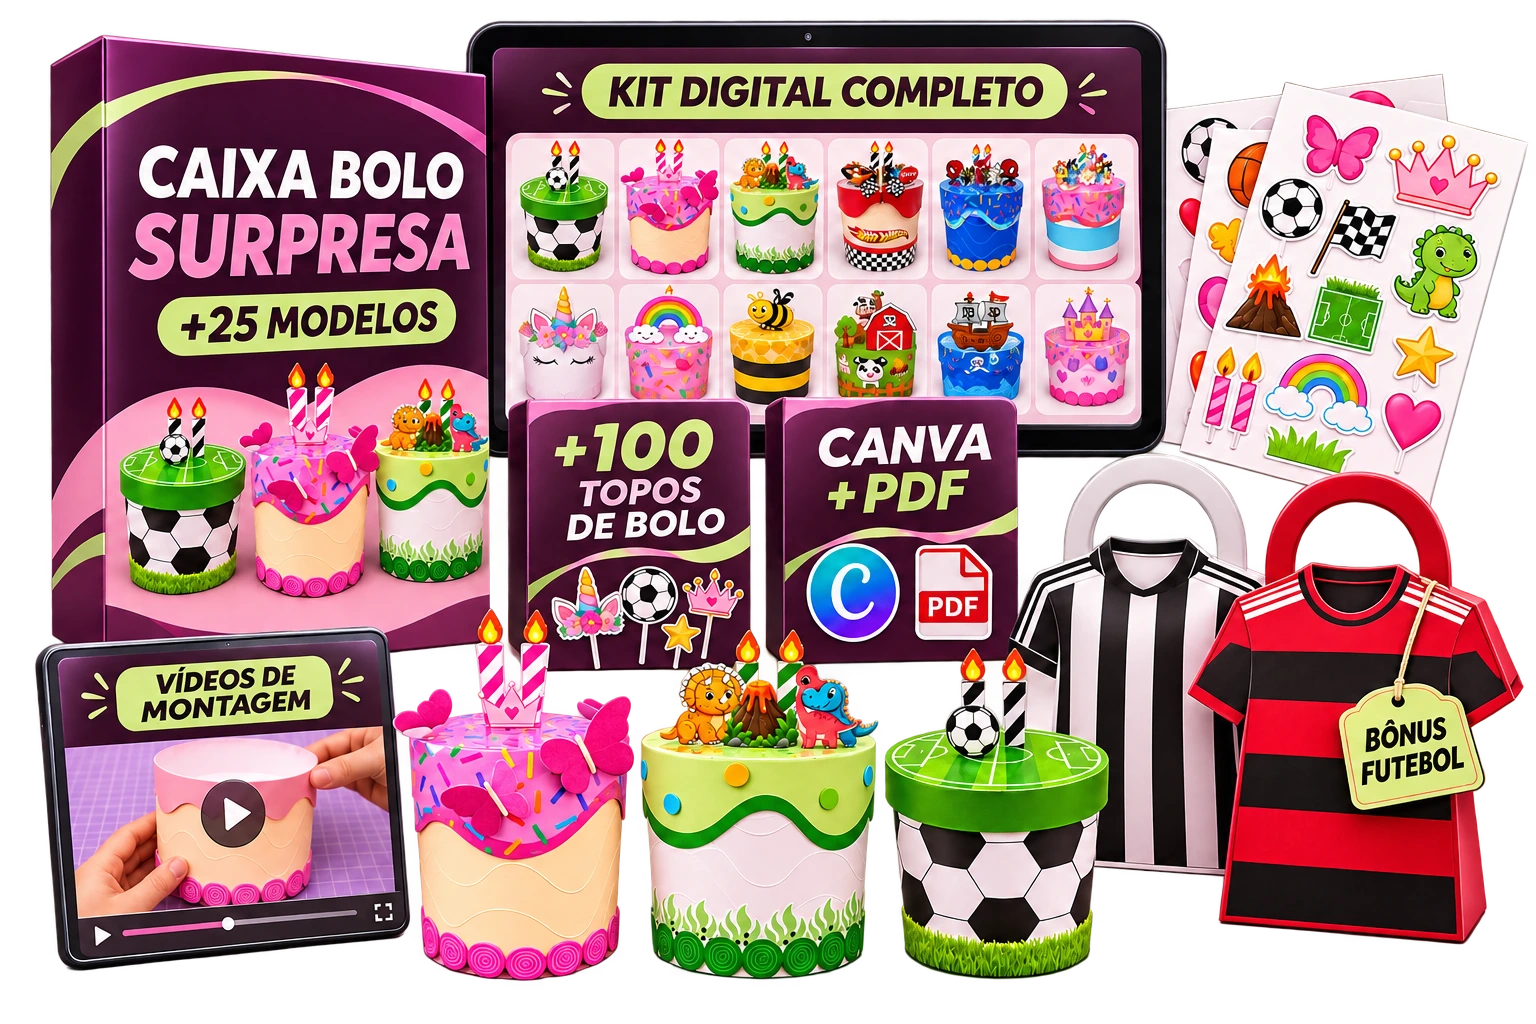 CAIXA BOLO
SURPRESA
+25 MODELOS
KIT DIGITAL COMPLETO
+100
TOPOS
DE BOLO
CANVA
+PDF
C
PDF
VÍDEOS DE
MONTAGEM
BÔNUS
FUTEBOL